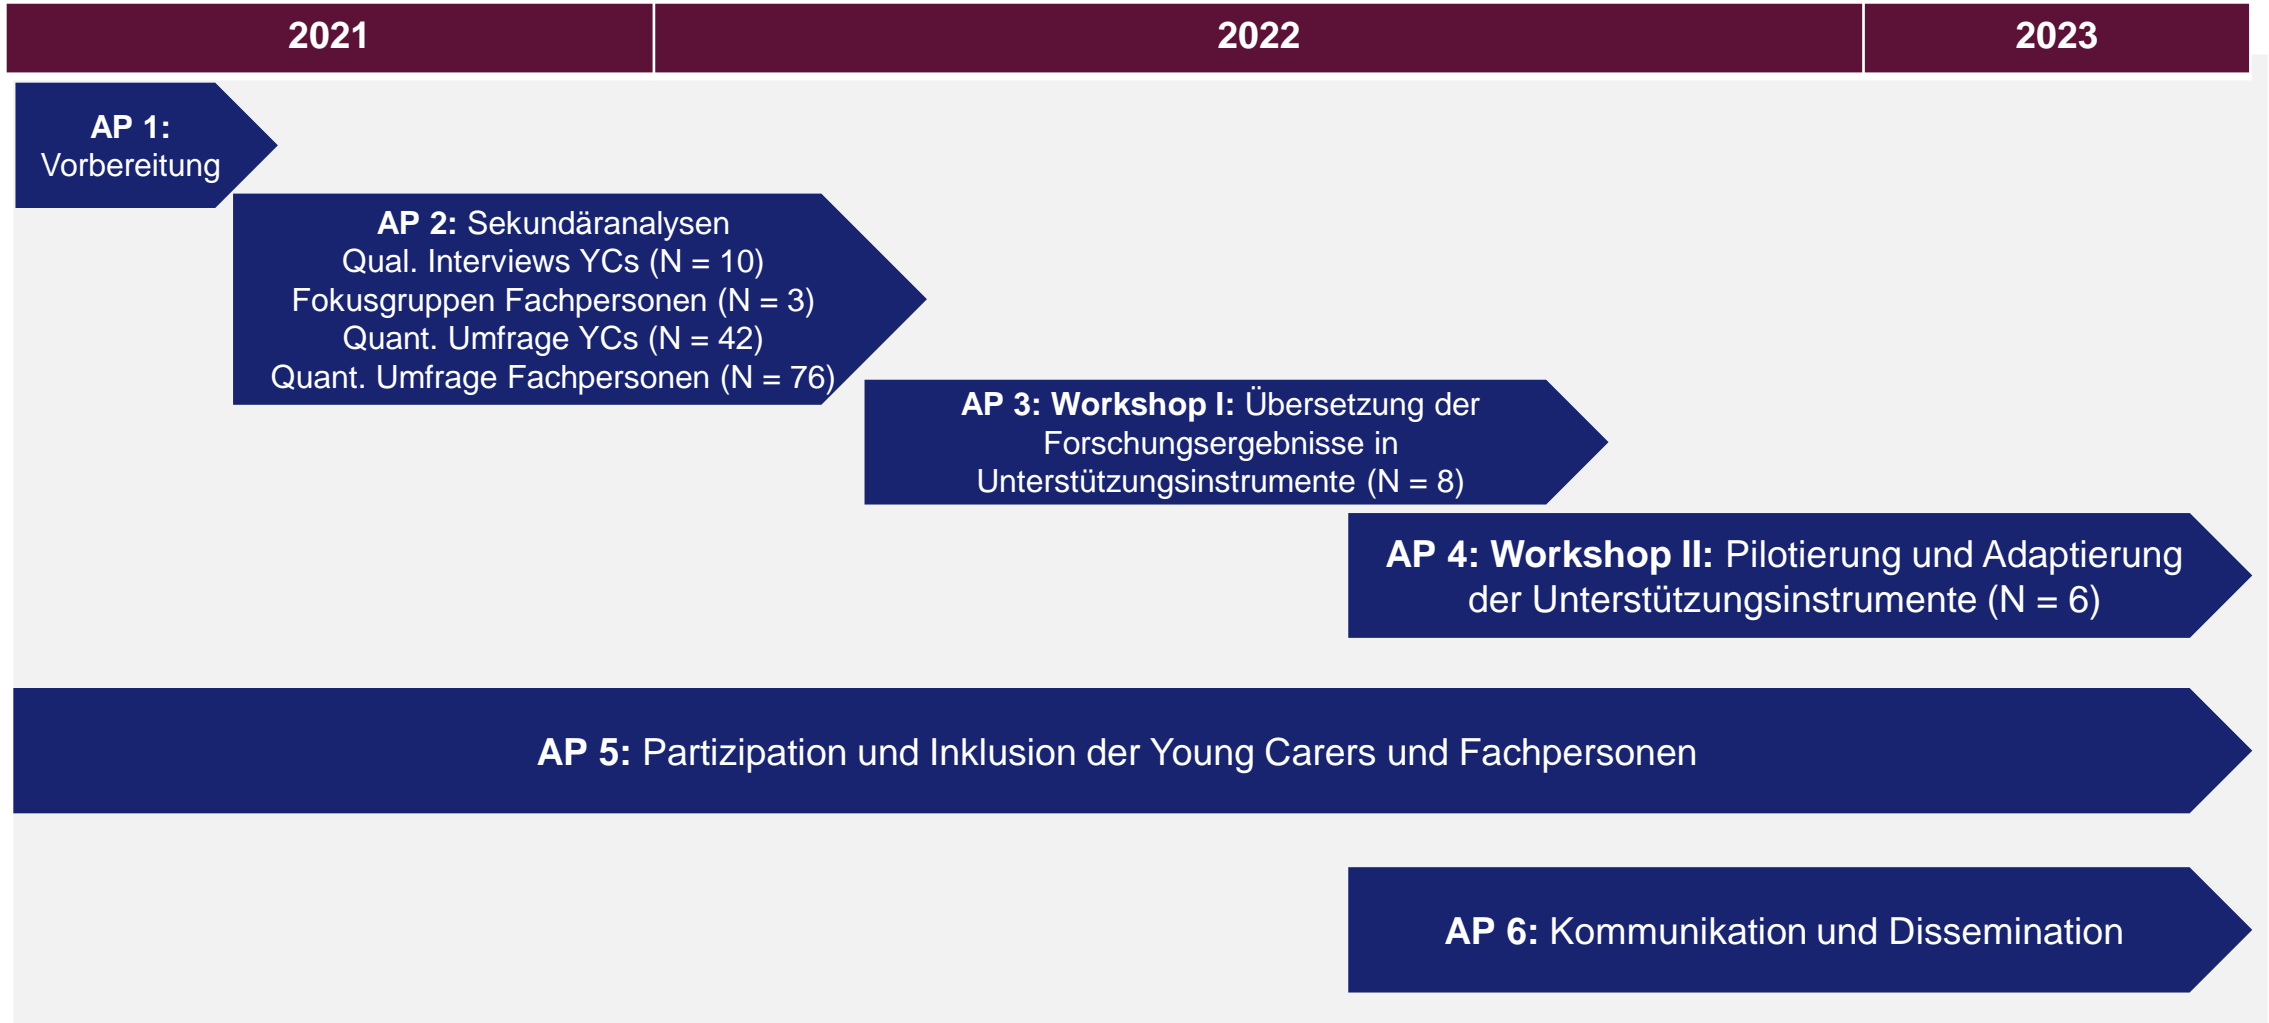 2021
2022
2023
AP 1:
Vorbereitung
AP 2: Sekundäranalysen
Qual. Interviews YCs (N = 10)
Fokusgruppen Fachpersonen (N = 3)
Quant. Umfrage YCs (N = 42)
Quant. Umfrage Fachpersonen (N = 76)
AP 3: Workshop I: Übersetzung der
Forschungsergebnisse in
Unterstützungsinstrumente (N = 8)
AP 4: Workshop II: Pilotierung und Adaptierung
der Unterstützungsinstrumente (N = 6)
AP 5: Partizipation und Inklusion der Young Carers und Fachpersonen
AP 6: Kommunikation und Dissemination